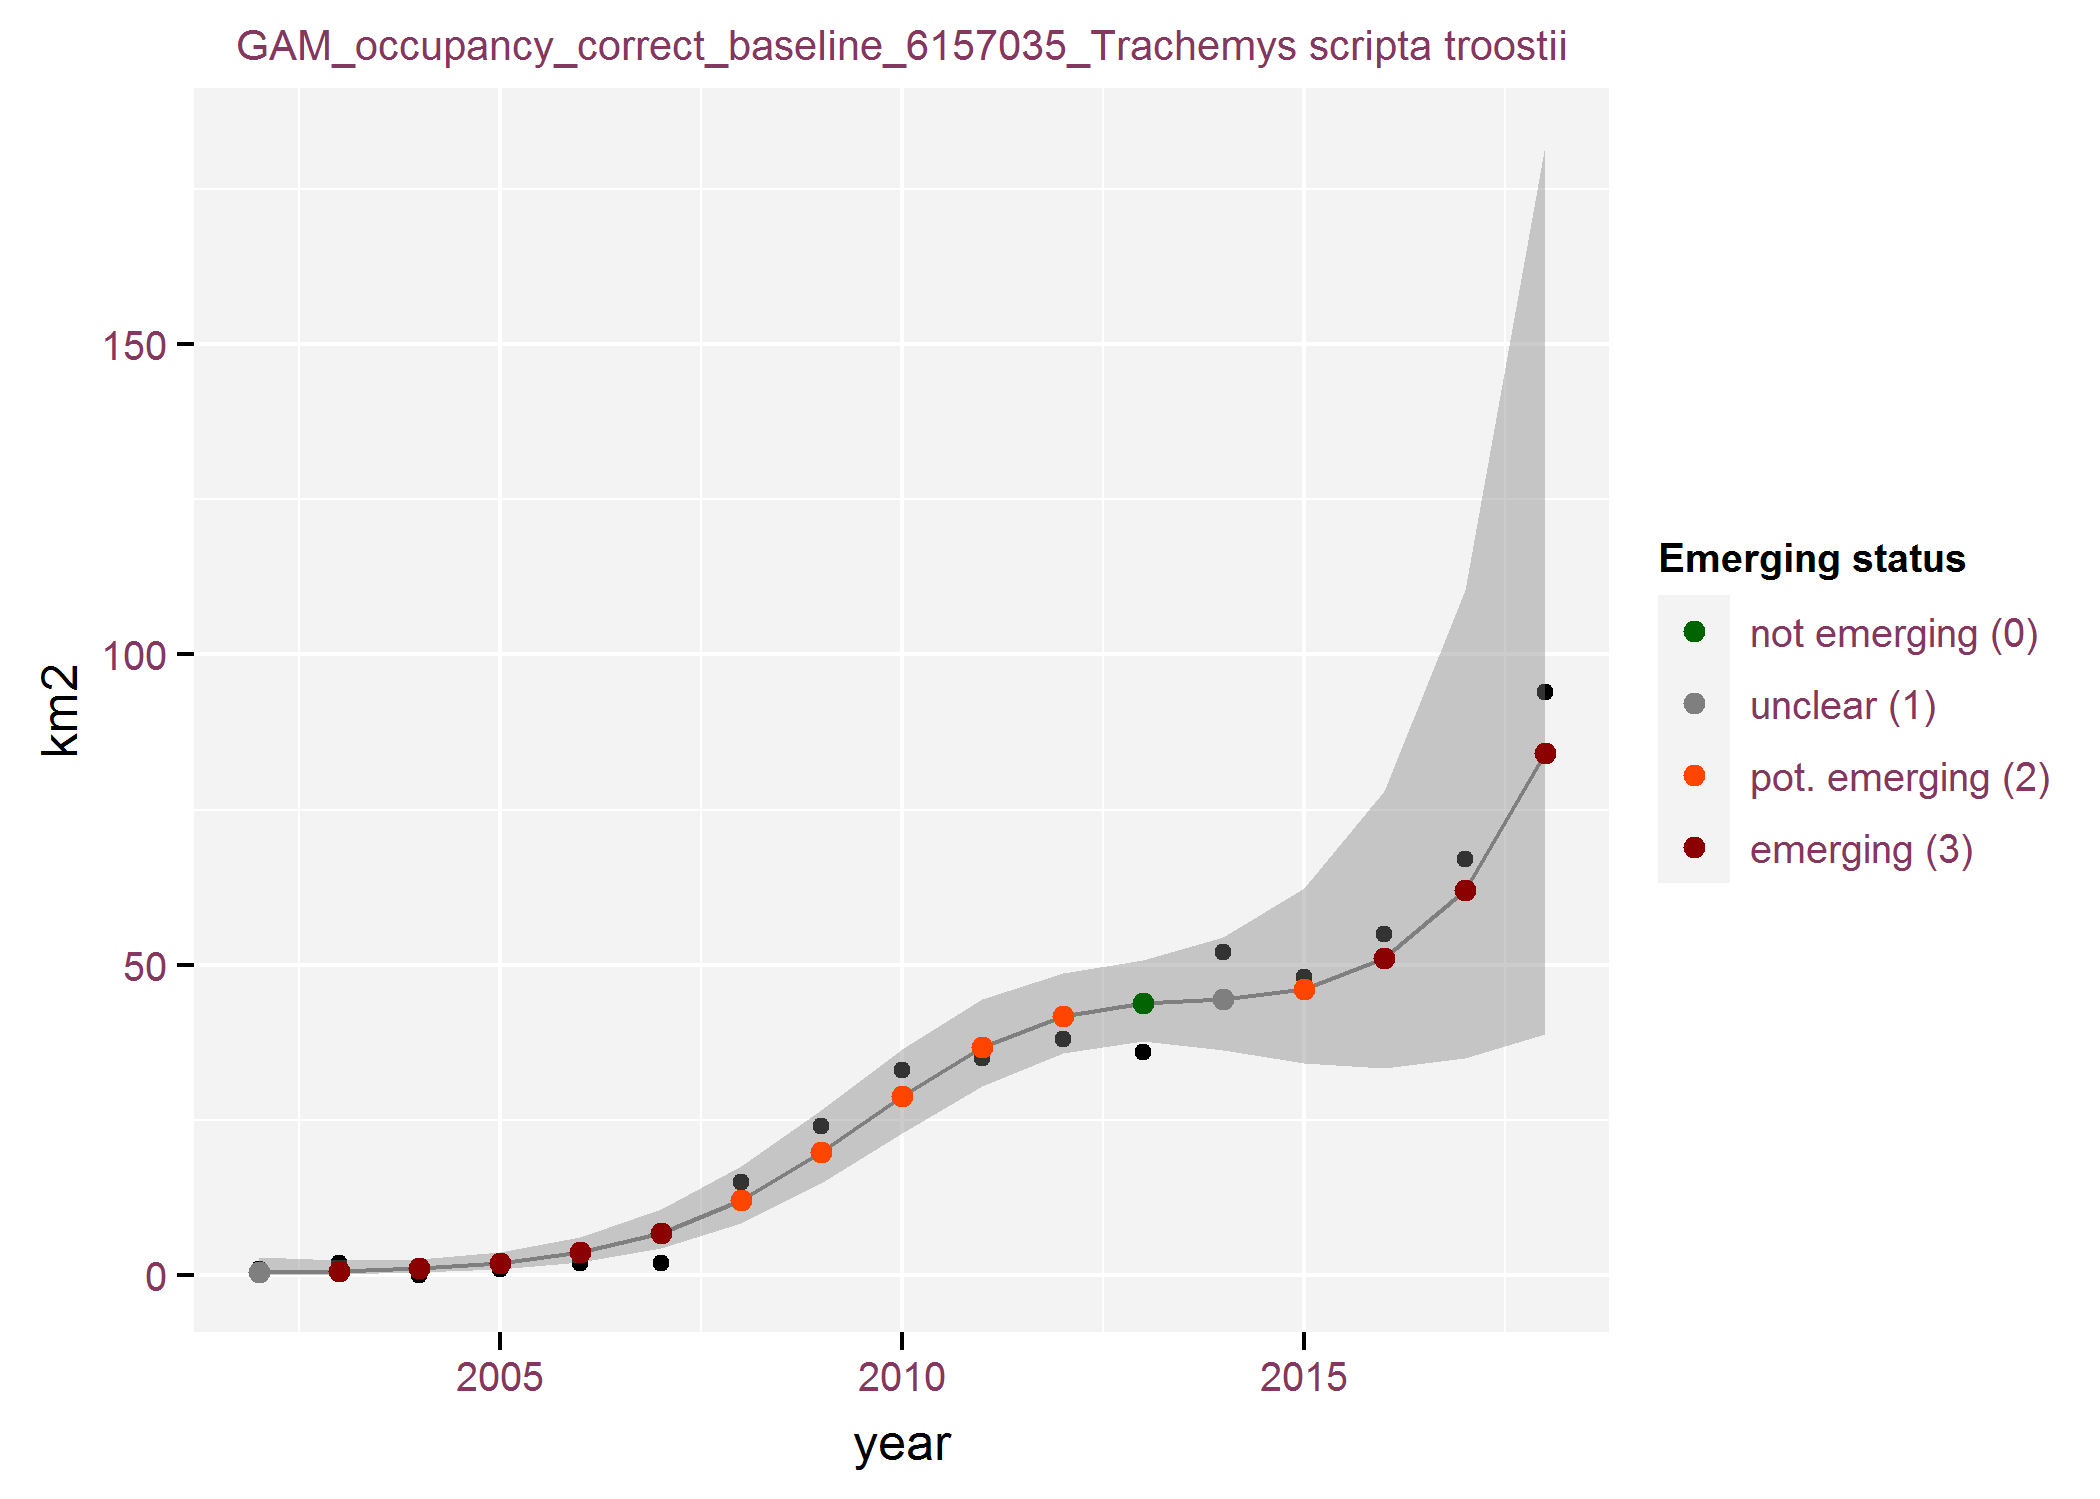 GAM_occupancy_correct_baseline_6157035_Trachemys scripta troostii
150
100
50
0
km2
2005 2010 2015
year
Emerging status
not emerging (0)
unclear (1)
pot. emerging (2)
emerging (3)